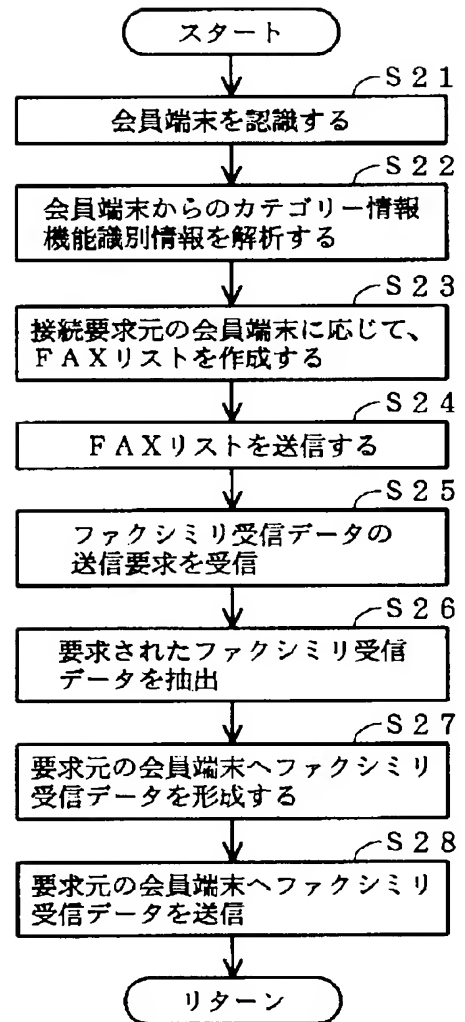 スタート
S21
会員端末を認識する
S22
会員端末からのカテゴリー情報
機能識別情報を解析する
S23
接続要求元の会員端末に応じて、
FAXリストを作成する
S24
FAXリストを送信する
S25
ファクシミリ受信データの
送信要求を受信
S26
要求されたファクシミリ受信
データを抽出
S27
要求元の会員端末へファクシミリ
受信データを形成する
S28
要求元の会員端末へファクシミリ
受信データを送信
リターン